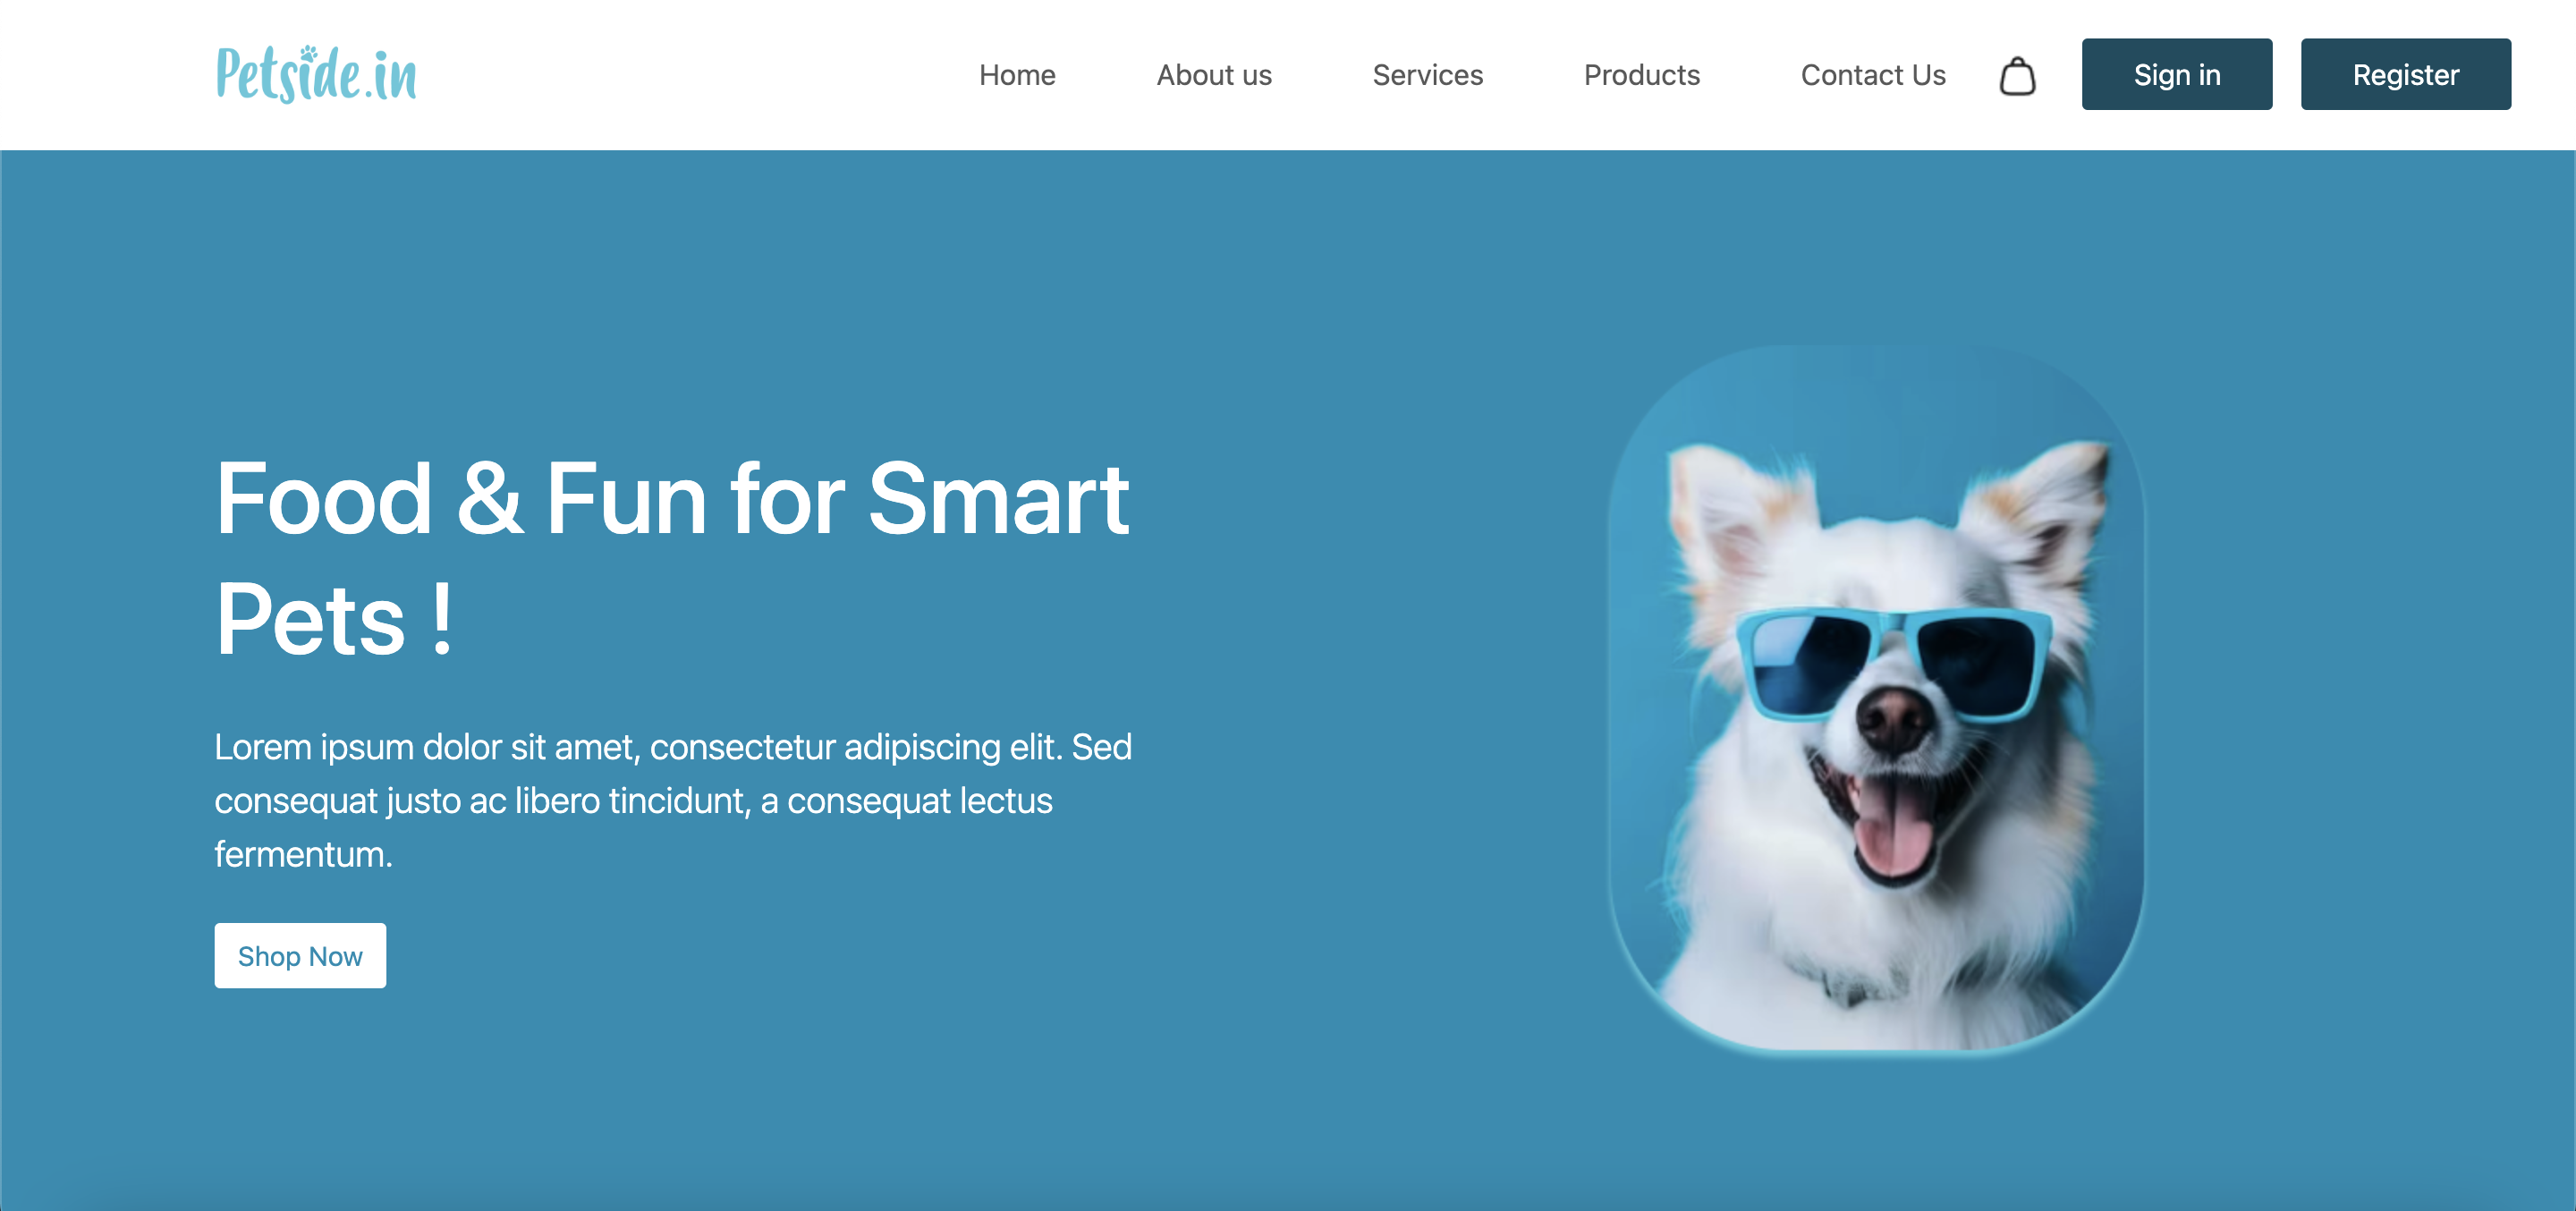 Petside.in
Home
About us
Services
Products
Contact Us
Sign in
Register
Food & Fun for Smart
Pets !
Lorem ipsum dolor sit amet, consectetur adipiscing elit. Sed
consequat justo ac libero tincidunt, a consequat lectus
fermentum.
Shop Now